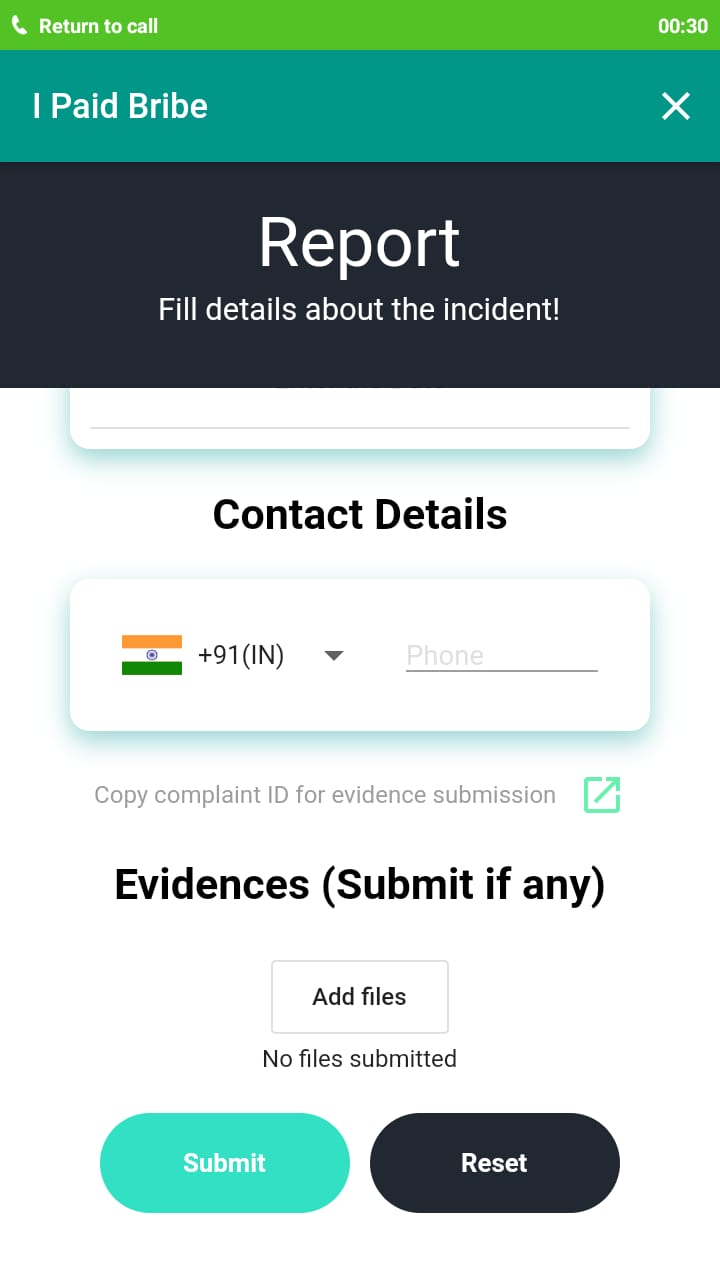 Return to call
00:30
I Paid Bribe
Report
Fill details about the incident!
Contact Details
+91(IN)
Phone
Copy complaint ID for evidence submission
Evidences (Submit if any)
Add files
No files submitted
Submit
Reset